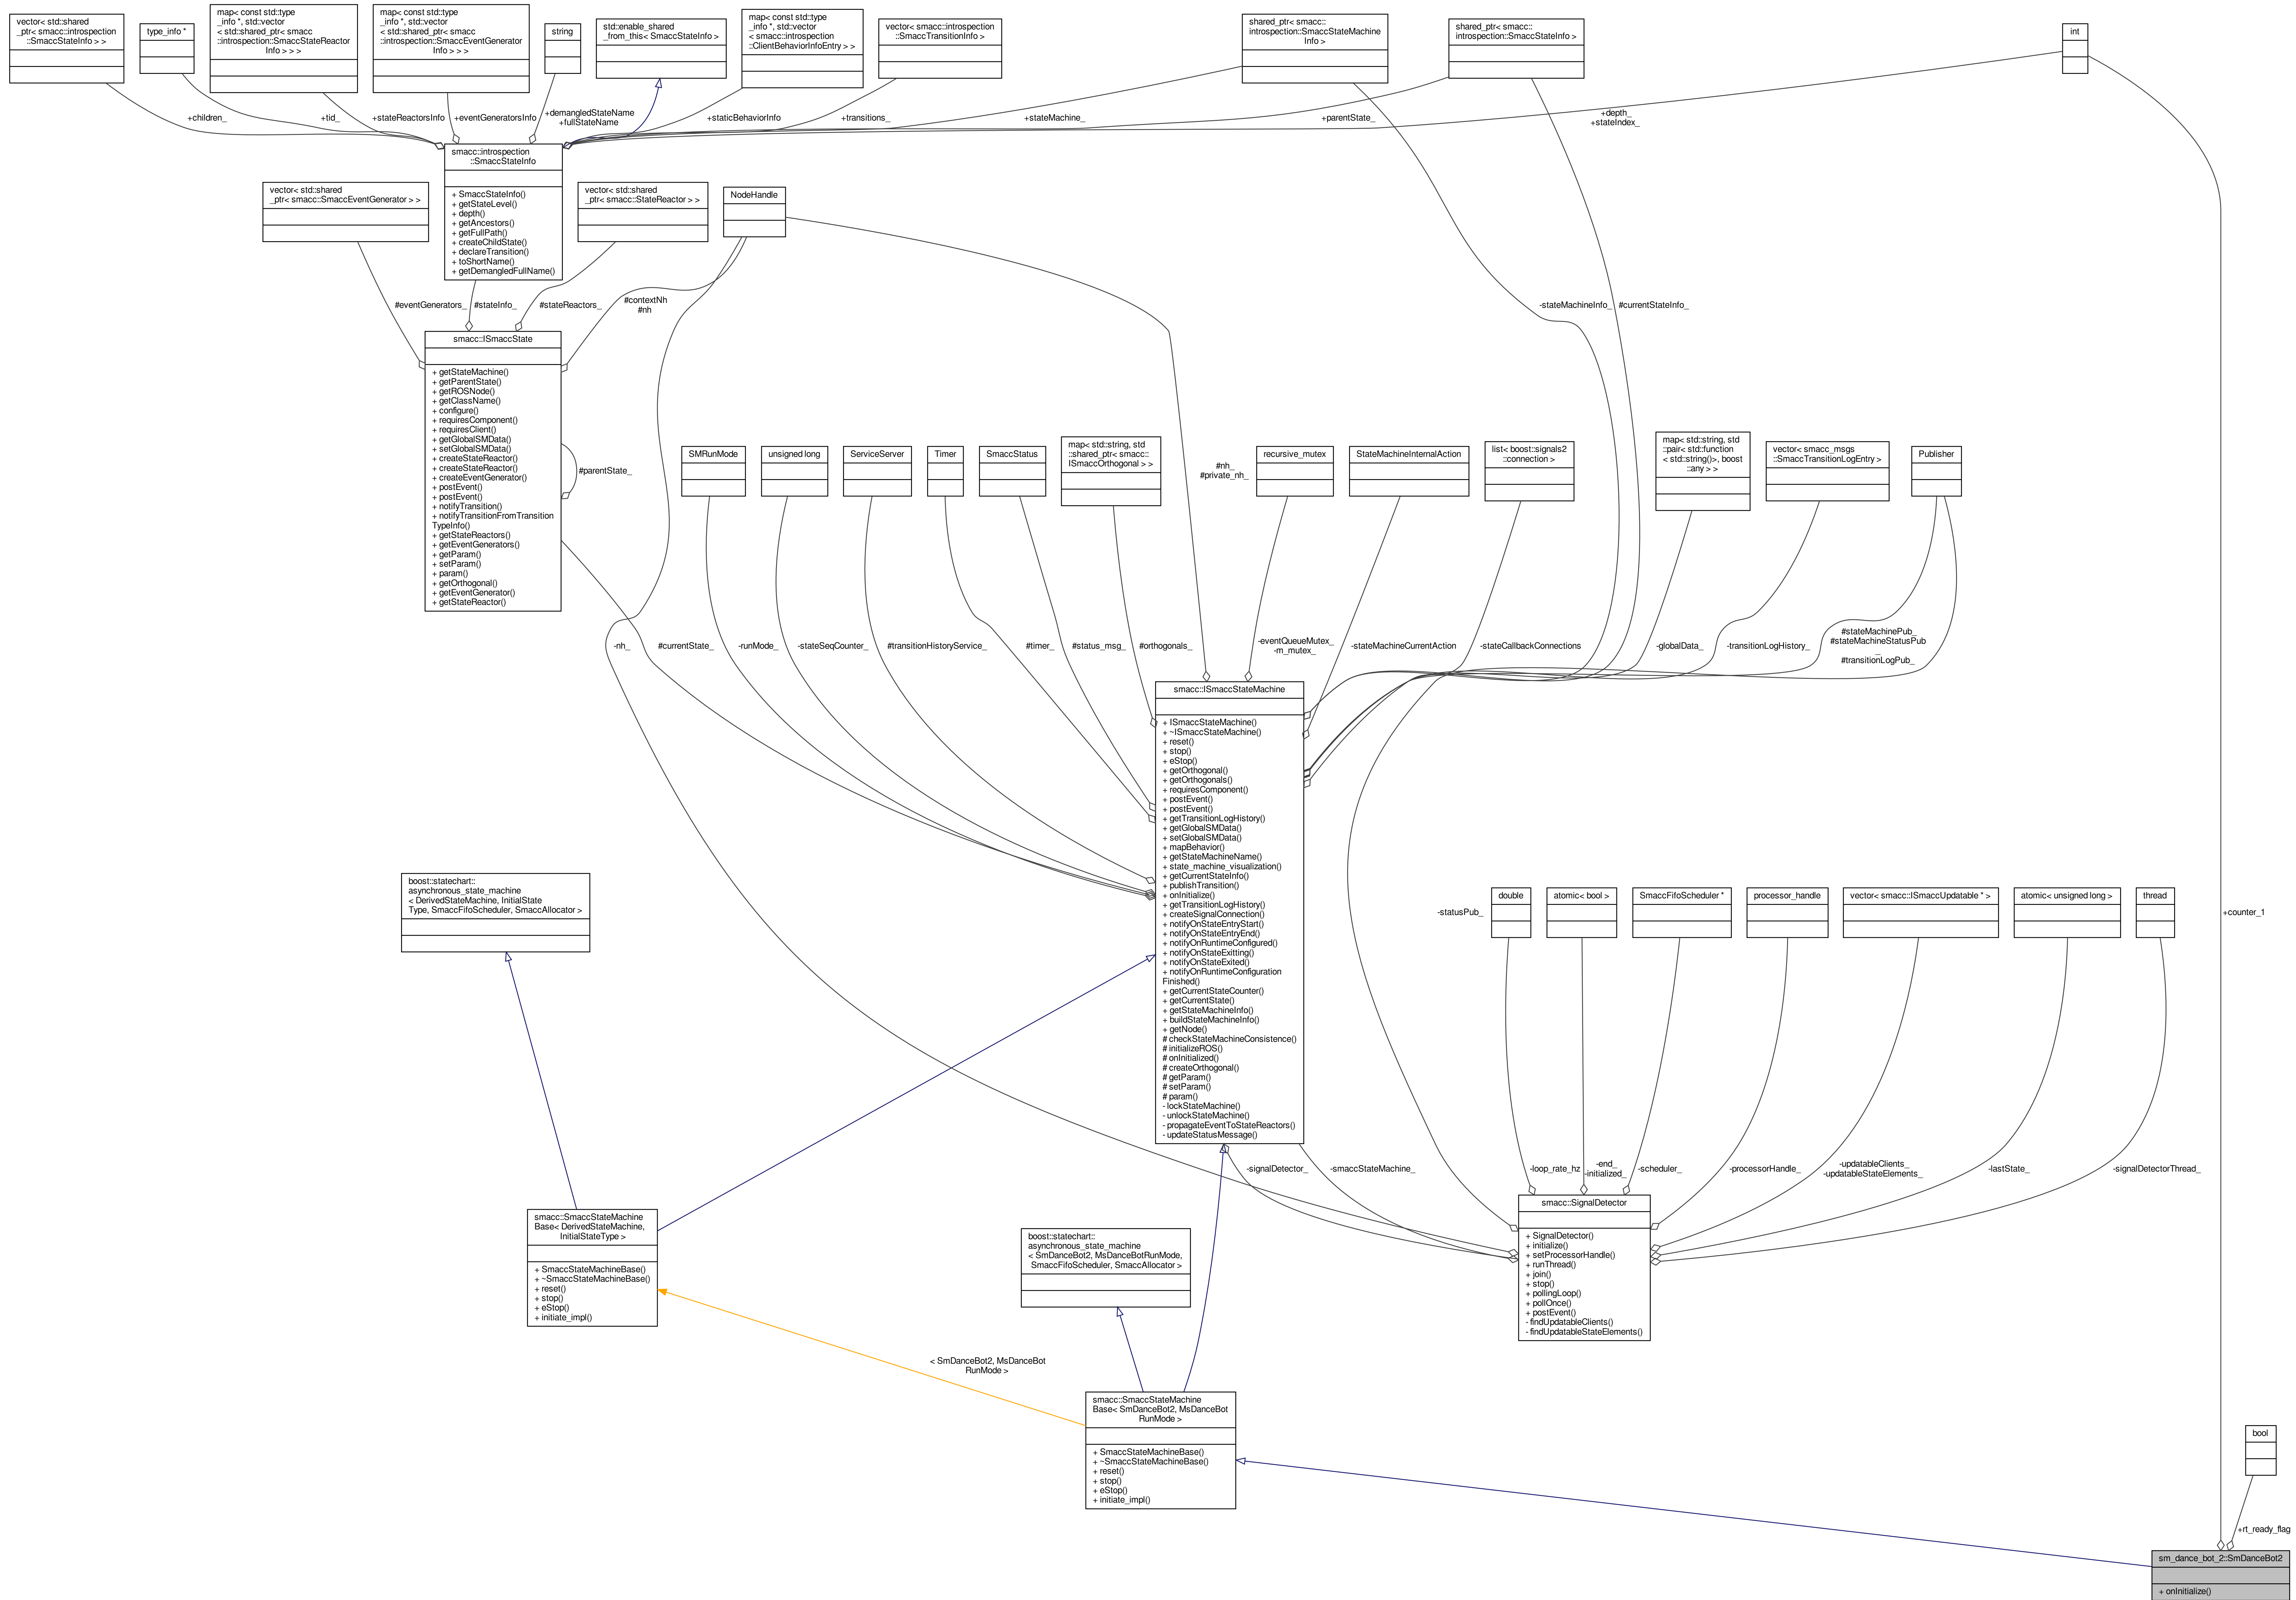 vector< std::shared
_ptr< smacc::introspection
::SmaccStateInfo > >
type_info *
map< const std::type
_info *, std::vector
< std::shared_ptr< smacc
::introspection::SmaccStateReactor
Info > > >
map< const std::type
_info *, std::vector
< std::shared_ptr< smacc
::introspection::SmaccEventGenerator
Info > > >
string
std::enable_shared
_from_this< SmaccStateInfo >
map< const std::type
_info *, std::vector
< smacc::introspection
::ClientBehaviorInfoEntry > >
vector< smacc::introspection
::SmaccTransitionInfo >
shared_ptr< smacc::
introspection::SmaccStateMachine
Info >
shared_ptr< smacc::
introspection::SmaccStateInfo >
int
+children_
+tid_
+stateReactorsInfo
+eventGeneratorsInfo
+demangledStateName
+fullStateName
+staticBehaviorInfo
+transitions_
+stateMachine_
+parentState_
+depth_
+stateIndex_
smacc::introspection
::SmaccStateInfo
+ SmaccStateInfo()
+ getStateLevel()
+ depth()
+ getAncestors()
+ getFullPath()
+ createChildState()
+ declareTransition()
+ toShortName()
+ getDemangledFullName()
vector< std::shared
_ptr< smacc::SmaccEventGenerator > >
vector< std::shared
_ptr< smacc::StateReactor > >
NodeHandle
#eventGenerators_
#stateInfo_
#stateReactors_
#contextNh
#nh
-stateMachineInfo_
#currentStateInfo_
smacc::ISmaccState
+ getStateMachine()
+ getParentState()
+ getROSNode()
+ getClassName()
+ configure()
+ requiresComponent()
+ requiresClient()
+ getGlobalSMData()
+ setGlobalSMData()
+ createStateReactor()
+ createStateReactor()
+ createEventGenerator()
+ postEvent()
+ postEvent()
+ notifyTransition()
+ notifyTransitionFromTransition
TypeInfo()
+ getStateReactors()
+ getEventGenerators()
+ getParam()
+ setParam()
+ param()
+ getOrthogonal()
+ getEventGenerator()
+ getStateReactor()
#parentState_
SMRunMode
unsigned long
ServiceServer
Timer
SmaccStatus
map< std::string, std
::shared_ptr< smacc::
ISmaccOrthogonal > >
#nh_
#private_nh_
recursive_mutex
StateMachineInternalAction
list< boost::signals2
::connection >
map< std::string, std
::pair< std::function
< std::string()>, boost
::any > >
vector< smacc_msgs
::SmaccTransitionLogEntry >
Publisher
-nh_
#currentState_
-runMode_
-stateSeqCounter_
#transitionHistoryService_
#timer_
#status_msg_
#orthogonals_
-eventQueueMutex_
-m_mutex_
-stateMachineCurrentAction
-stateCallbackConnections
-globalData_
-transitionLogHistory_
#stateMachinePub_
#stateMachineStatusPub
_
#transitionLogPub_
smacc::ISmaccStateMachine
+ ISmaccStateMachine()
+ ~ISmaccStateMachine()
+ reset()
+ stop()
+ eStop()
+ getOrthogonal()
+ getOrthogonals()
+ requiresComponent()
+ postEvent()
+ postEvent()
+ getTransitionLogHistory()
+ getGlobalSMData()
+ setGlobalSMData()
+ mapBehavior()
+ getStateMachineName()
+ state_machine_visualization()
+ getCurrentStateInfo()
+ publishTransition()
+ onInitialize()
+ getTransitionLogHistory()
+ createSignalConnection()
+ notifyOnStateEntryStart()
+ notifyOnStateEntryEnd()
+ notifyOnRuntimeConfigured()
+ notifyOnStateExitting()
+ notifyOnStateExited()
+ notifyOnRuntimeConfiguration
Finished()
+ getCurrentStateCounter()
+ getCurrentState()
+ getStateMachineInfo()
+ buildStateMachineInfo()
+ getNode()
# checkStateMachineConsistence()
# initializeROS()
# onInitialized()
# createOrthogonal()
# getParam()
# setParam()
# param()
- lockStateMachine()
- unlockStateMachine()
- propagateEventToStateReactors()
- updateStatusMessage()
boost::statechart::
asynchronous_state_machine
< DerivedStateMachine, InitialState
Type, SmaccFifoScheduler, SmaccAllocator >
-statusPub_
double
atomic< bool >
SmaccFifoScheduler *
processor_handle
vector< smacc::ISmaccUpdatable * >
atomic< unsigned long >
thread
+counter_1
-signalDetector_
-smaccStateMachine_
-loop_rate_hz
-end_
-initialized_
-scheduler_
-processorHandle_
-updatableClients_
-updatableStateElements_
-lastState_
-signalDetectorThread_
smacc::SmaccStateMachine
Base< DerivedStateMachine,
InitialStateType >
+ SmaccStateMachineBase()
+ ~SmaccStateMachineBase()
+ reset()
+ stop()
+ eStop()
+ initiate_impl()
boost::statechart::
asynchronous_state_machine
< SmDanceBot2, MsDanceBotRunMode,
SmaccFifoScheduler, SmaccAllocator >
smacc::SignalDetector
+ SignalDetector()
+ initialize()
+ setProcessorHandle()
+ runThread()
+ join()
+ stop()
+ pollingLoop()
+ pollOnce()
+ postEvent()
- findUpdatableClients()
- findUpdatableStateElements()
< SmDanceBot2, MsDanceBot
RunMode >
smacc::SmaccStateMachine
Base< SmDanceBot2, MsDanceBot
RunMode >
+ SmaccStateMachineBase()
+ ~SmaccStateMachineBase()
+ reset()
+ stop()
+ eStop()
+ initiate_impl()
bool
+rt_ready_flag
sm_dance_bot_2::SmDanceBot2
+ onInitialize()